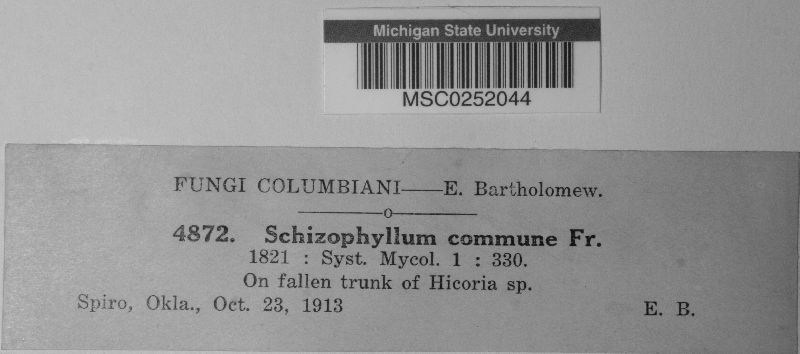 Michigan State University
MSC0252044
FUNGI COLUMBIANI——E. Bartholomew.
4872. Schizophyllum commune Fr.
1821 : Syst. Mycol. 1 : 330.
On fallen trunk of Hicoria sp.
Spiro, Okla., Oct. 23, 1913 E. B.